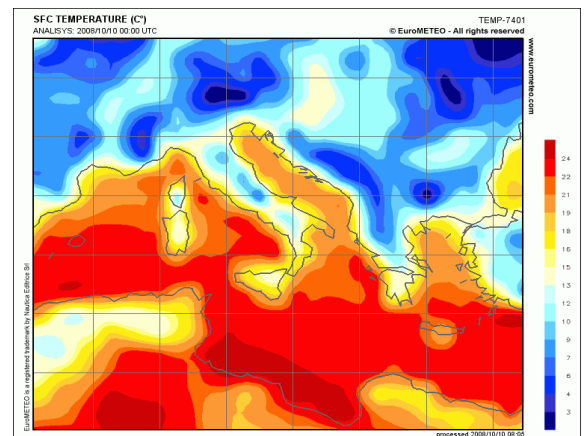 SFC TEMPERATURE (C°)
TEMP-7401
ANALISYS: 2008/10/10 00:00 UTC
© EuroMETEO - All rights reserved
www.eurometeo.com
24
22
21
19
18
16
15
13
12
10
9
7
6
4
3
EuroMETEO is a registered trademark by Nautica Editrice Srl
processed 2008/10/10 08:05